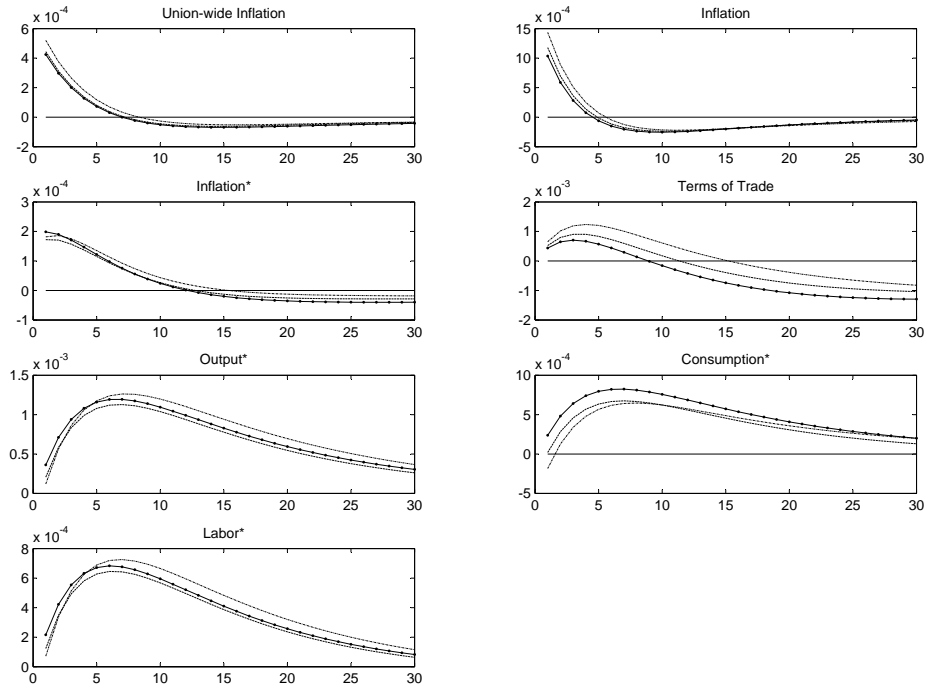 Union-wide Inflation
x 10⁻⁴
6
4
2
0
-2
0 5 10 15 20 25 30
Inflation
x 10⁻⁴
15
10
5
0
-5
0 5 10 15 20 25 30
Inflation*
x 10⁻⁴
3
2
1
0
-1
0 5 10 15 20 25 30
Terms of Trade
x 10⁻³
2
1
0
-1
-2
0 5 10 15 20 25 30
Output*
x 10⁻³
1.5
1
0.5
0
0 5 10 15 20 25 30
Consumption*
x 10⁻⁴
10
5
0
-5
0 5 10 15 20 25 30
Labor*
x 10⁻⁴
8
6
4
2
0
0 5 10 15 20 25 30